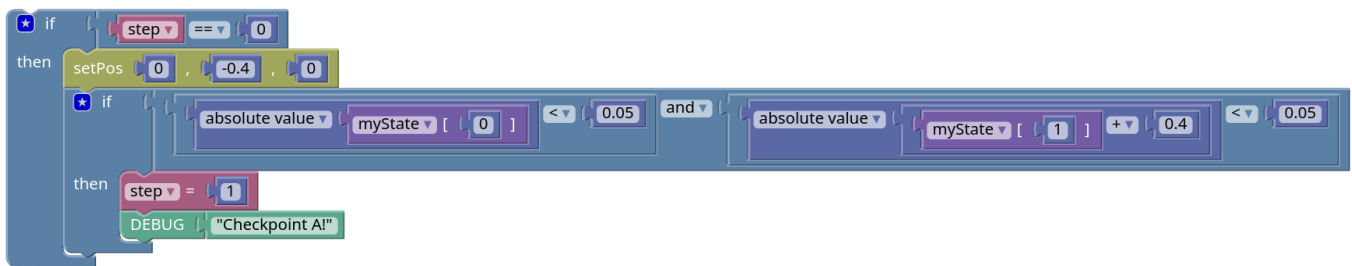 if step == 0
then setPos 0 , -0.4 , 0
if absolute value myState [ 0 ] < 0.05 and absolute value myState [ 1 ] + 0.4 < 0.05
then step = 1
DEBUG "Checkpoint A!"